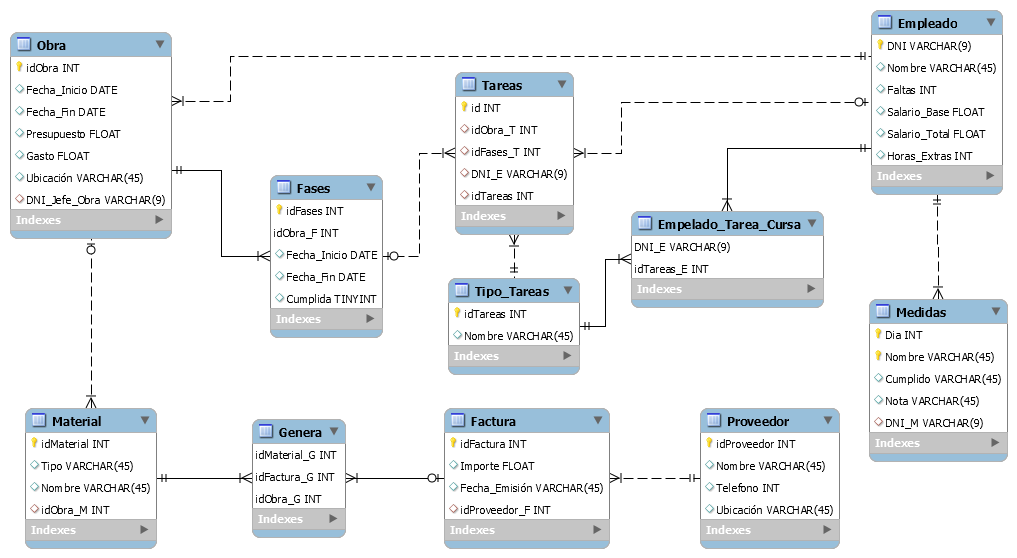 Obra
idObra INT
Fecha_Inicio DATE
Fecha_Fin DATE
Presupuesto FLOAT
Gasto FLOAT
Ubicación VARCHAR(45)
DNI_Jefe_Obra VARCHAR(9)
Indexes
Fases
idFases INT
idObra_F INT
Fecha_Inicio DATE
Fecha_Fin DATE
Cumplida TINYINT
Indexes
Tareas
id INT
idObra_T INT
idFases_T INT
DNI_E VARCHAR(9)
idTareas INT
Indexes
Empleado
DNI VARCHAR(9)
Nombre VARCHAR(45)
Faltas INT
Salario_Base FLOAT
Salario_Total FLOAT
Horas_Extras INT
Indexes
Empelado_Tarea_Cursa
DNI_E VARCHAR(9)
idTareas_E INT
Indexes
Tipo_Tareas
idTareas INT
Nombre VARCHAR(45)
Indexes
Medidas
Dia INT
Nombre VARCHAR(45)
Cumplido VARCHAR(45)
Nota VARCHAR(45)
DNI_M VARCHAR(9)
Indexes
Material
idMaterial INT
Tipo VARCHAR(45)
Nombre VARCHAR(45)
idObra_M INT
Indexes
Genera
idMaterial_G INT
idFactura_G INT
idObra_G INT
Indexes
Factura
idFactura INT
Importe FLOAT
Fecha_Emisión VARCHAR(45)
idProveedor_F INT
Indexes
Proveedor
idProveedor INT
Nombre VARCHAR(45)
Telefono INT
Ubicación VARCHAR(45)
Indexes